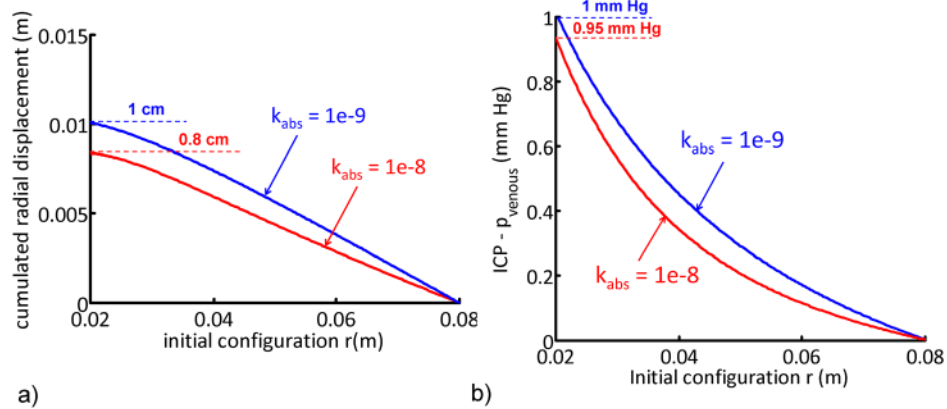 0.015
0.01
0.005
0
cumulated radial displacement (m)
1 cm
0.8 cm
k_abs = 1e-9
k_abs = 1e-8
0.02 0.04 0.06 0.08
initial configuration r(m)
a)
1
0.8
0.6
0.4
0.2
0
ICP - p_venous (mm Hg)
1 mm Hg
0.95 mm Hg
k_abs = 1e-9
k_abs = 1e-8
0.02 0.04 0.06 0.08
Initial configuration r (m)
b)